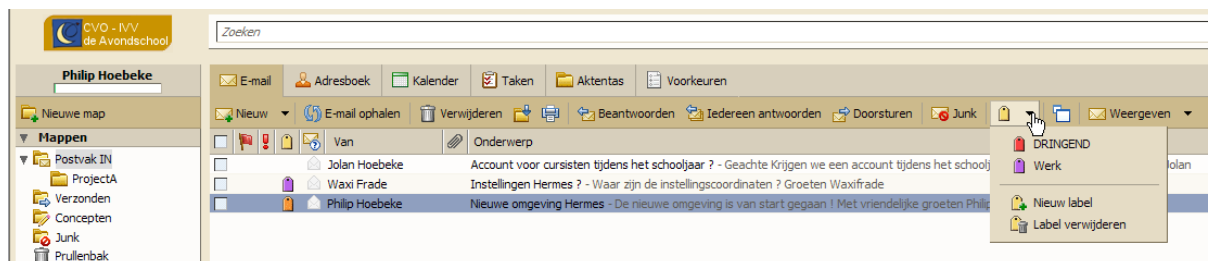 CVO - IVV
de Avondschool
Zoeken
Philip Hoebeke
E-mail Adresboek Kalender Taken Aktentas Voorkeuren
Nieuwe map
Nieuw E-mail ophalen Verwijderen Beantwoorden Iedereen antwoorden Doorsturen Junk Weergeven
Mappen
Van Onderwerp
DRINGEND
Postvak IN
Jolan Hoebeke Account voor cursisten tijdens het schooljaar ? - Geachte Krijgen we een account tijdens het schoolj Jolan
Werk
ProjectA
Waxi Frade Instellingen Hermes ? - Waar zijn de instellingscoordinaten ? Groeten Waxifrade
Verzonden
Philip Hoebeke Nieuwe omgeving Hermes - De nieuwe omgeving is van start gegaan ! Met vriendelijke groeten Philip
Nieuw label
Concepten
Label verwijderen
Junk
Prullenbak